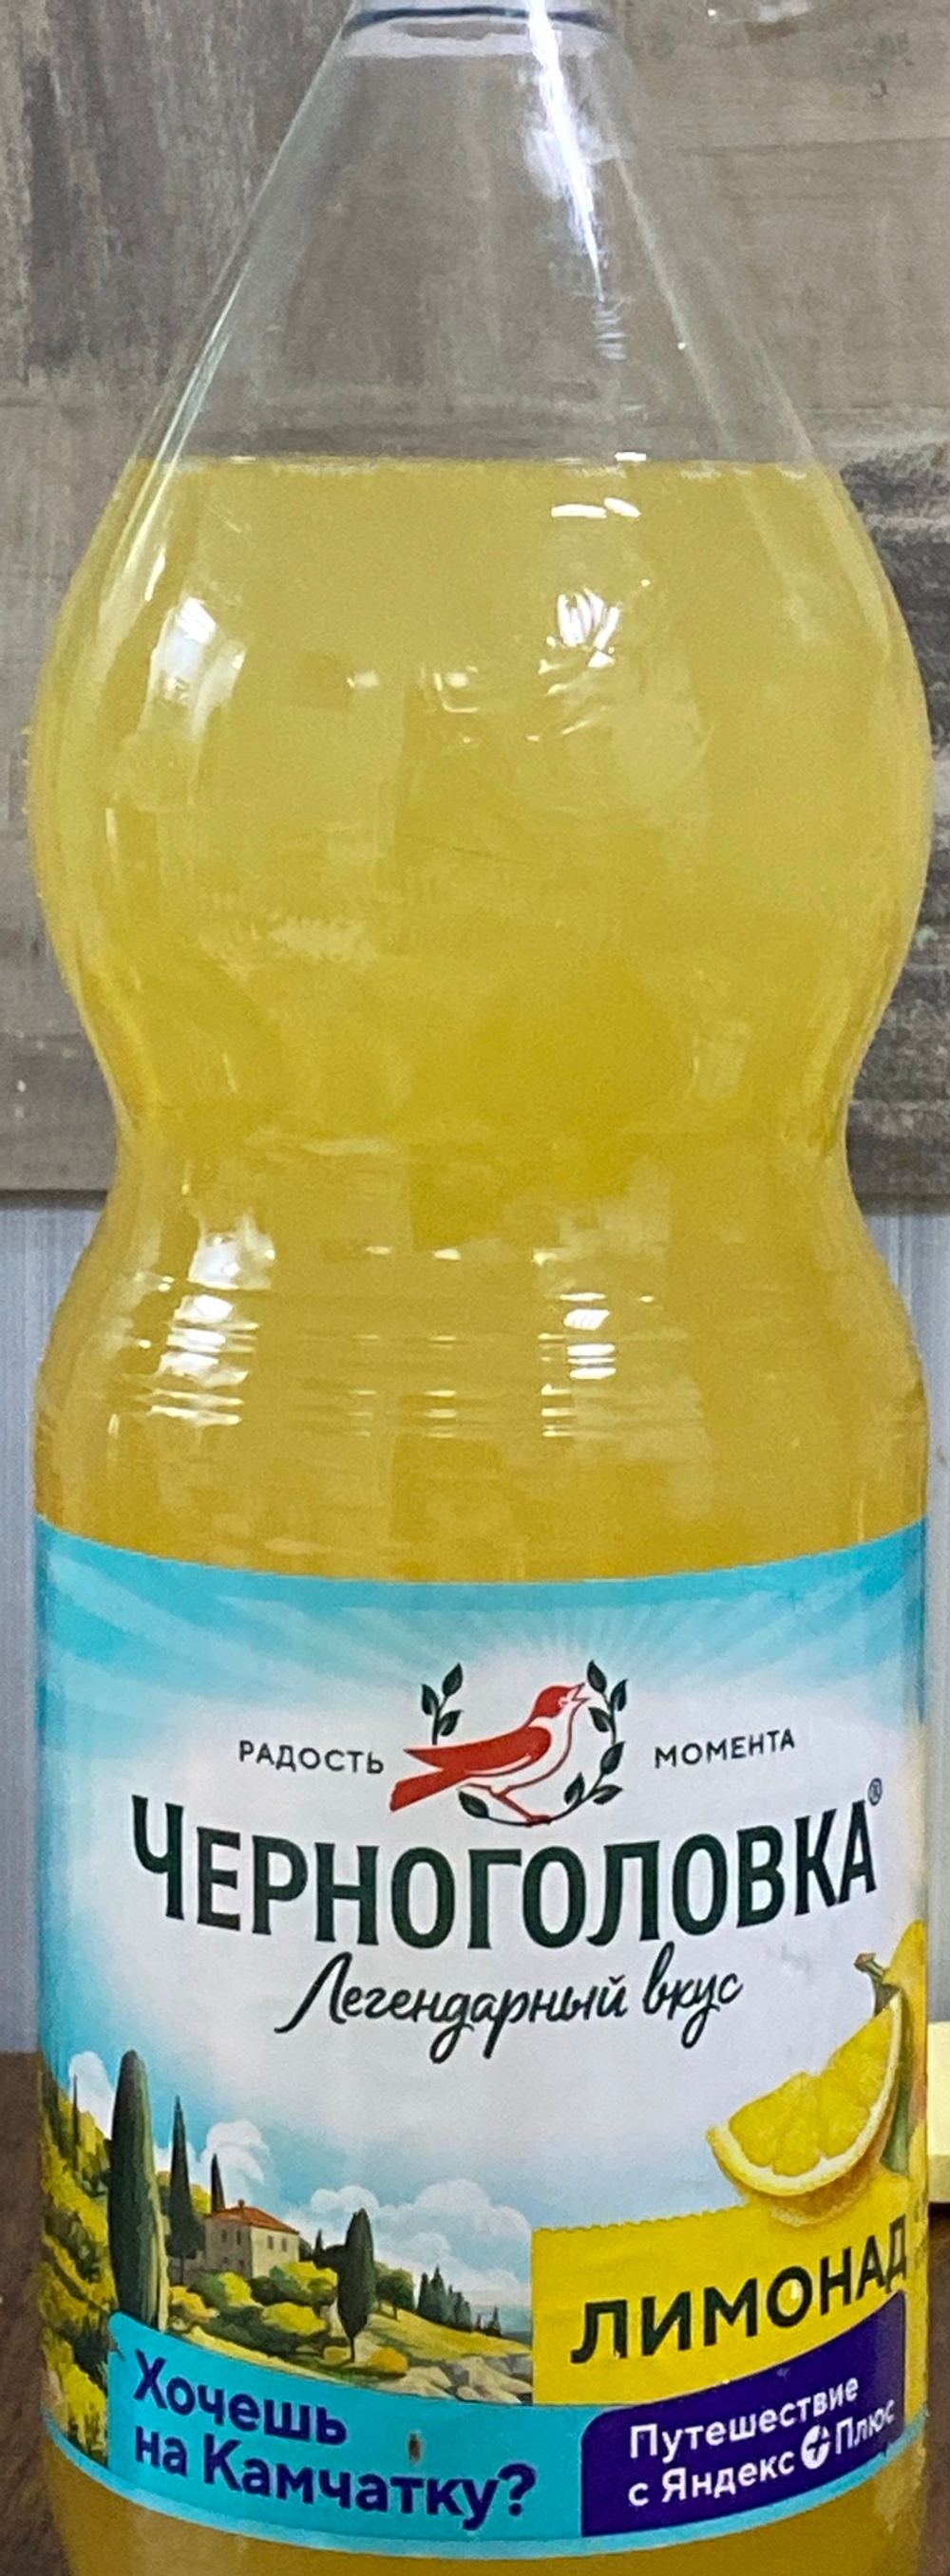 РАДОСТЬ МОМЕНТА
ЧЕРНОГОЛОВКА®
Легендарный вкус
ЛИМОНАД
Хочешь
на Камчатку?
Путешествие
с Яндекс Плюс